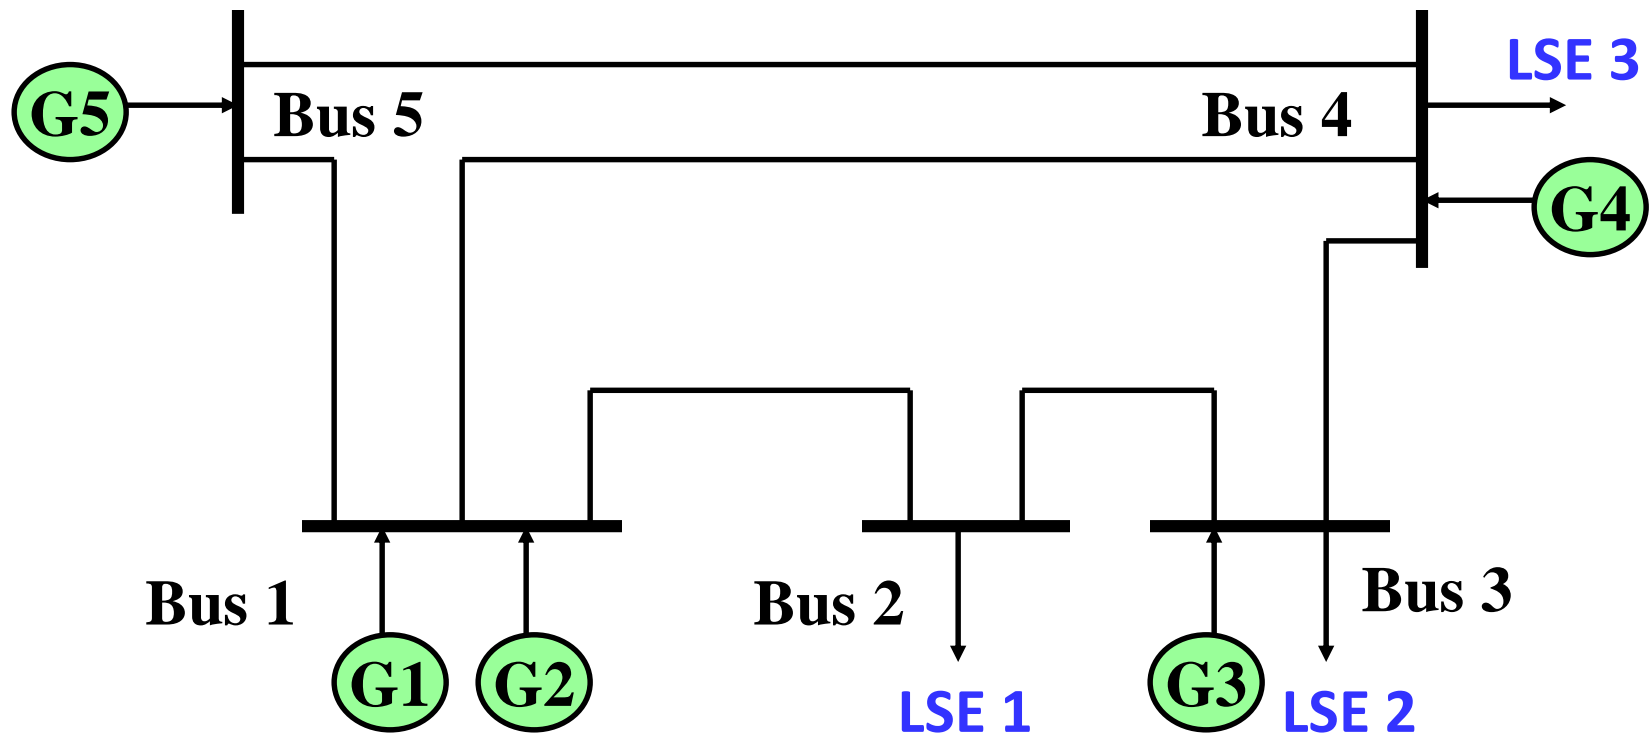 LSE 3
G5
Bus 5
Bus 4
G4
Bus 1
Bus 2
Bus 3
G1
G2
LSE 1
G3
LSE 2